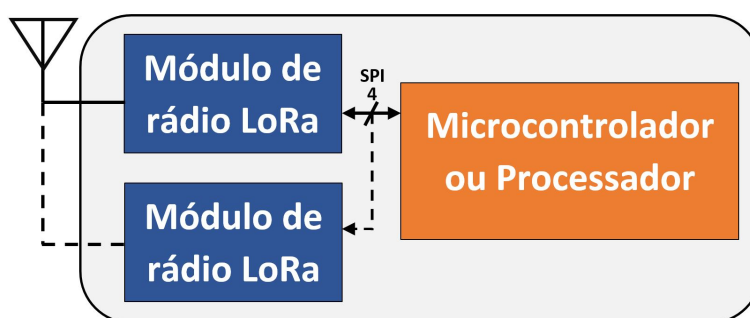 Módulo de
rádio LoRa
SPI
4
Microcontrolador
ou Processador
Módulo de
rádio LoRa